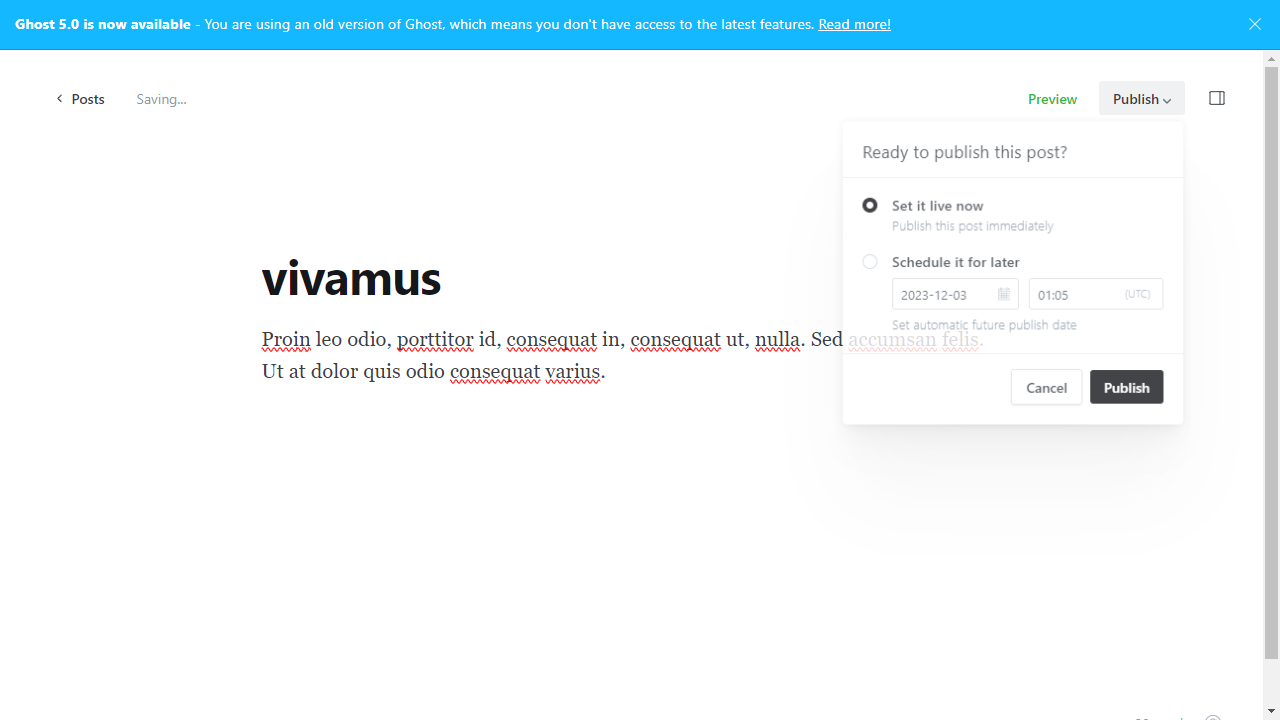 Ghost 5.0 is now available - You are using an old version of Ghost, which means you don't have access to the latest features. Read more!
Posts
Saving...
Preview
Publish
Ready to publish this post?
Set it live now
Publish this post immediately
Schedule it for later
2023-12-03
01:05
(UTC)
Set automatic future publish date
Cancel
Publish
vivamus
Proin leo odio, porttitor id, consequat in, consequat ut, nulla. Sed accumsan felis.
Ut at dolor quis odio consequat varius.